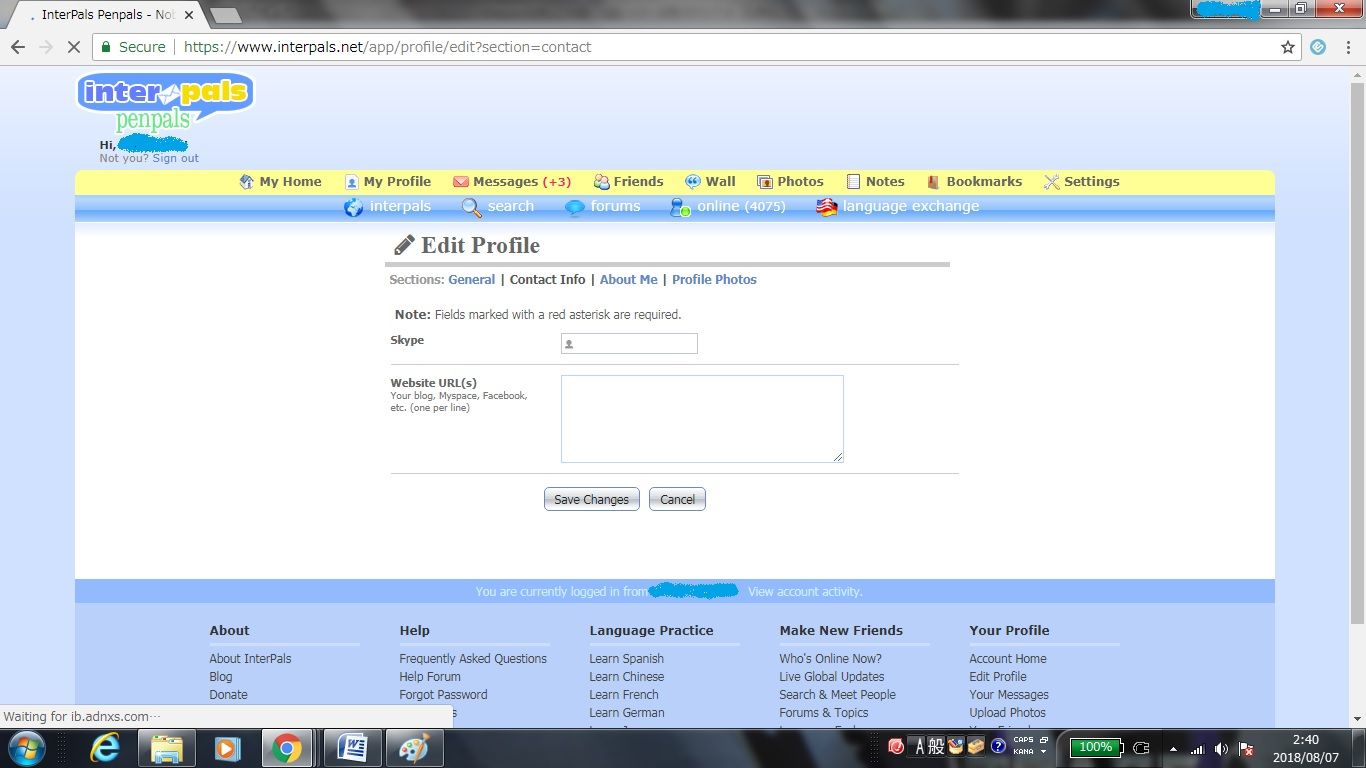 InterPals Penpals - No
Secure https://www.interpals.net/app/profile/edit?section=contact
inter pals
penpals
Hi,
Not you? Sign out
My Home My Profile Messages (+3) Friends Wall Photos Notes Bookmarks Settings
interpals search forums online (4075) language exchange
Edit Profile
Sections: General | Contact Info | About Me | Profile Photos
Note: Fields marked with a red asterisk are required.
Skype
Website URL(s)
Your blog, Myspace, Facebook,
etc. (one per line)
Save Changes Cancel
You are currently logged in from View account activity.
About Help Language Practice Make New Friends Your Profile
About InterPals Frequently Asked Questions Learn Spanish Who's Online Now? Account Home
Blog Help Forum Learn Chinese Live Global Updates Edit Profile
Donate Forgot Password Learn French Search & Meet People Your Messages
Learn German Forums & Topics Upload Photos
Waiting for ib.adnxs.com…
A 般 CAPS
KANA
100%
2:40
2018/08/07